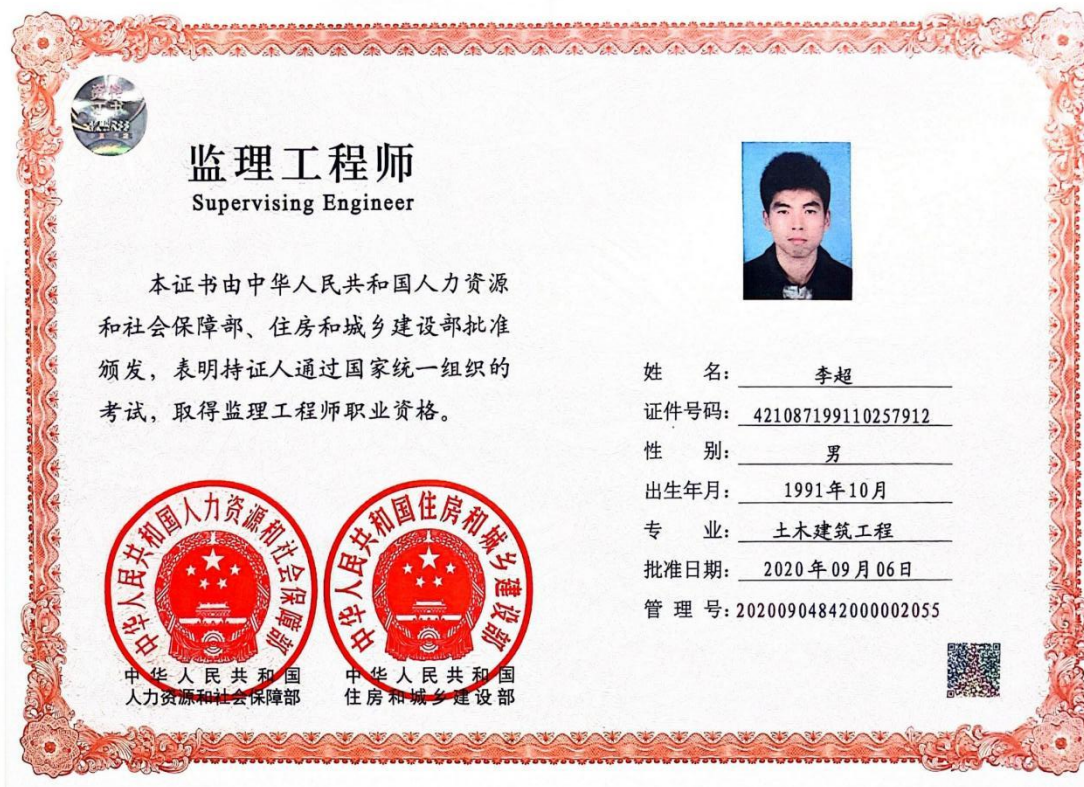 监理工程师
Supervising Engineer
本证书由中华人民共和国人力资源
和社会保障部、住房和城乡建设部批准
颁发，表明持证人通过国家统一组织的
考试，取得监理工程师职业资格。
姓 名： 李超
证件号码： 421087199110257912
性 别： 男
出生年月： 1991年10月
专 业： 土木建筑工程
批准日期： 2020年09月06日
管 理 号：20200904842000002055
中华人民共和国人力资源和社会保障部
中华人民共和国住房和城乡建设部
中华人民共和国
人力资源和社会保障部
中华人民共和国
住房和城乡建设部